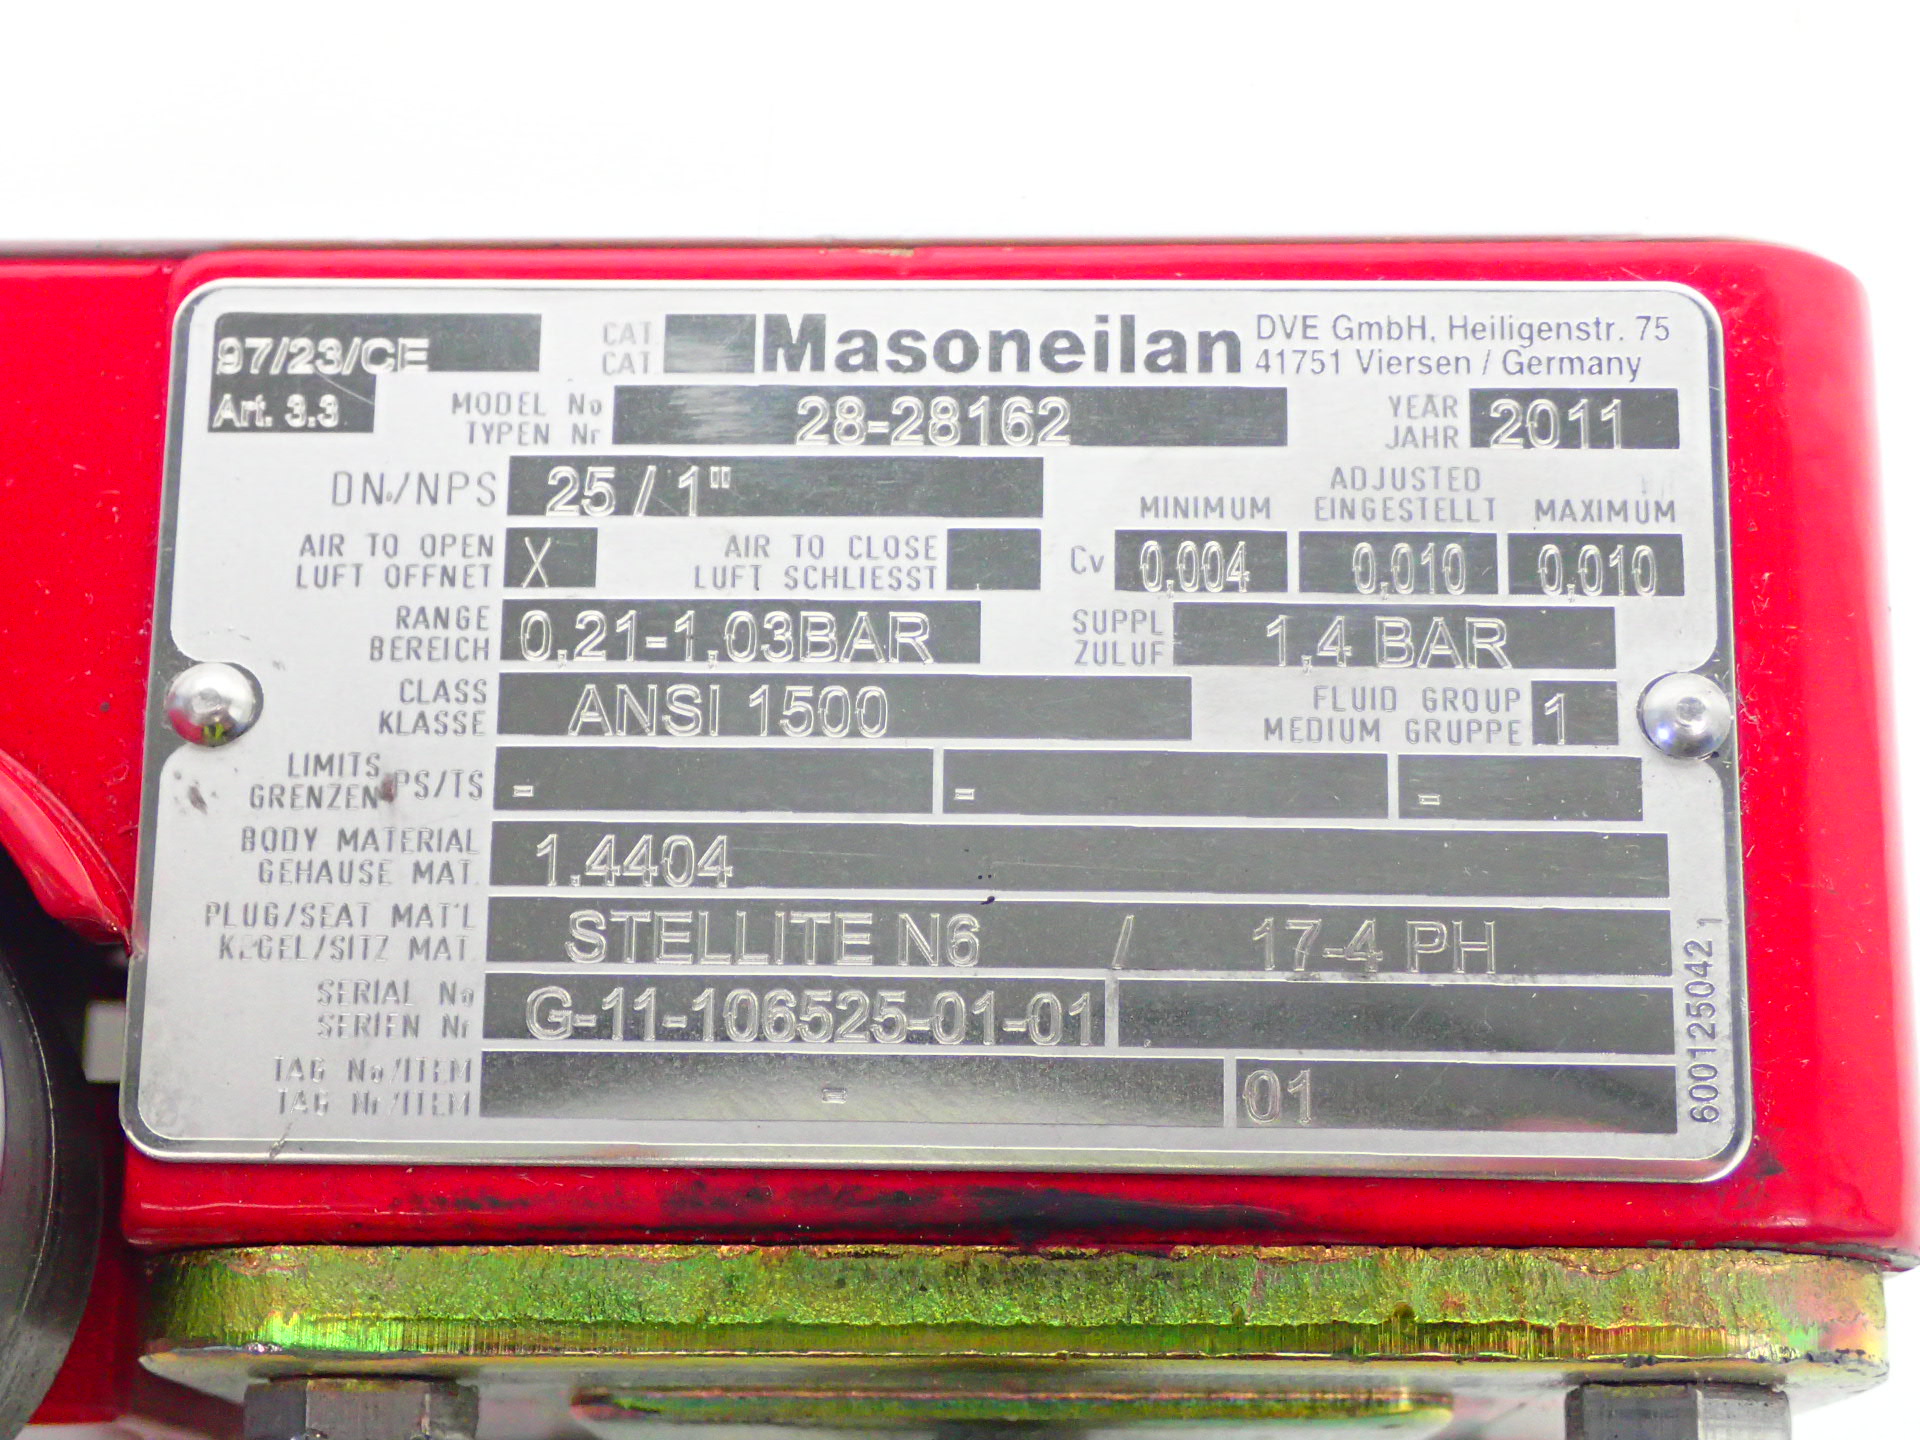 97/23/CE
Art. 3.3
CAT.
CAT.
Masoneilan
DVE GmbH, Heiligenstr. 75
41751 Viersen / Germany
MODEL No
TYPEN Nr
28-28162
YEAR
JAHR
2011
DN./NPS
25 / 1"
MINIMUM
ADJUSTED
EINGESTELLT
MAXIMUM
AIR TO OPEN
LUFT OFFNET
X
AIR TO CLOSE
LUFT SCHLIESST
Cv
0,004
0,010
0,010
RANGE
BEREICH
0,21-1,03BAR
SUPPL
ZULUF
1,4 BAR
CLASS
KLASSE
ANSI 1500
FLUID GROUP
MEDIUM GRUPPE
1
LIMITS
GRENZEN
PS/TS
-
-
-
BODY MATERIAL
GEHAUSE MAT.
1.4404
PLUG/SEAT MAT'L
KEGEL/SITZ MAT.
STELLITE N6 / 17-4 PH
SERIAL No
SERIEN Nr
G-11-106525-01-01
TAG No/ITEM
TAG Nr/ITEM
-
01
600125042 1